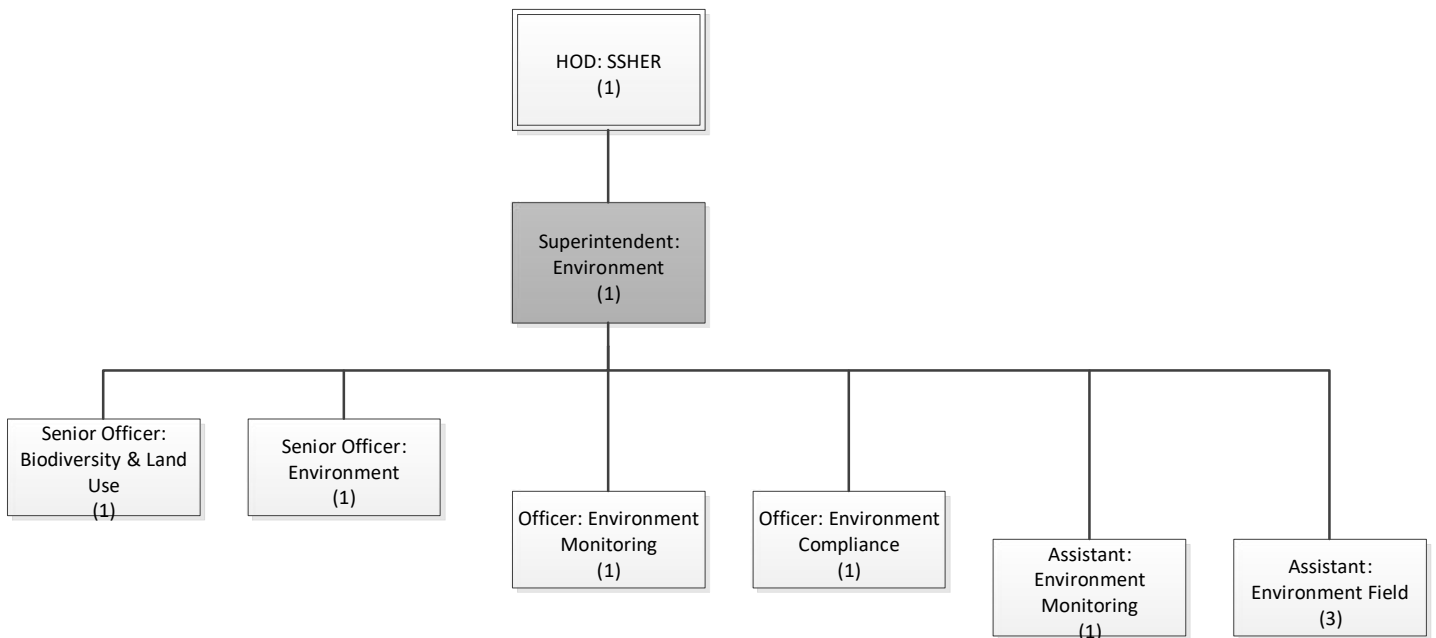 HOD: SSHER
(1)
Superintendent:
Environment
(1)
Senior Officer:
Biodiversity & Land
Use
(1)
Senior Officer:
Environment
(1)
Officer: Environment
Monitoring
(1)
Officer: Environment
Compliance
(1)
Assistant:
Environment
Monitoring
(1)
Assistant:
Environment Field
(3)